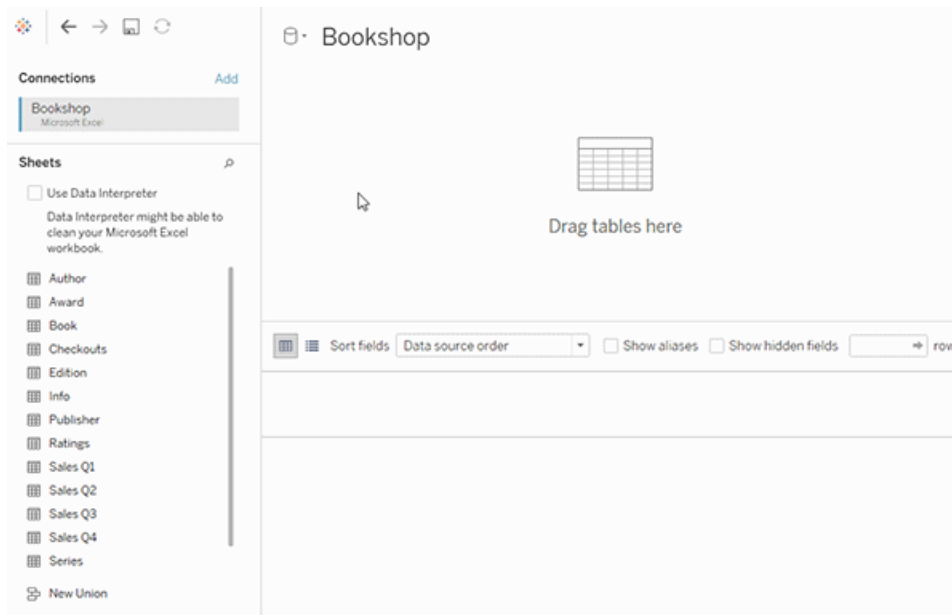 Bookshop
Connections
Add
Bookshop
Microsoft Excel
Sheets
Use Data Interpreter
Data Interpreter might be able to
clean your Microsoft Excel
workbook.
Author
Award
Book
Checkouts
Edition
Info
Publisher
Ratings
Sales Q1
Sales Q2
Sales Q3
Sales Q4
Series
New Union
Drag tables here
Sort fields Data source order Show aliases Show hidden fields row